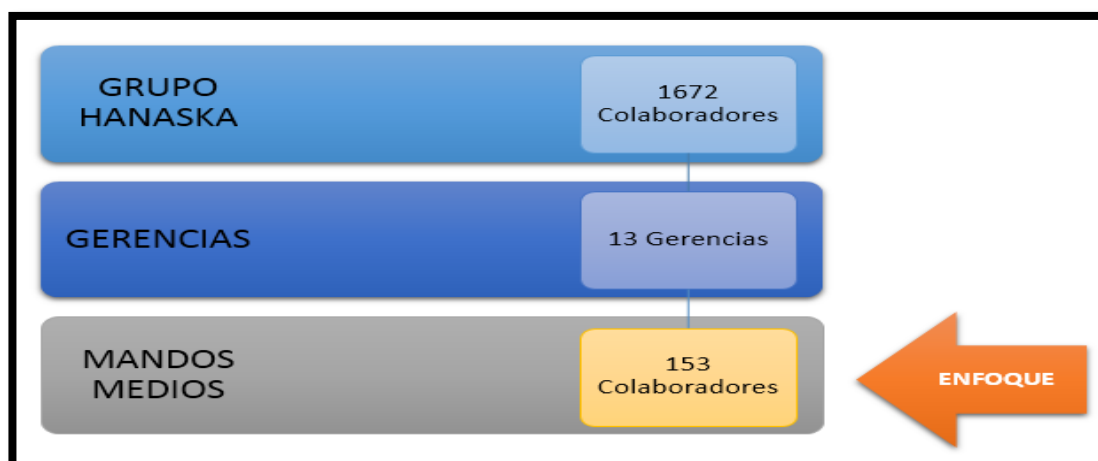 GRUPO
HANASKA
1672
Colaboradores
GERENCIAS
13 Gerencias
MANDOS
MEDIOS
153
Colaboradores
ENFOQUE